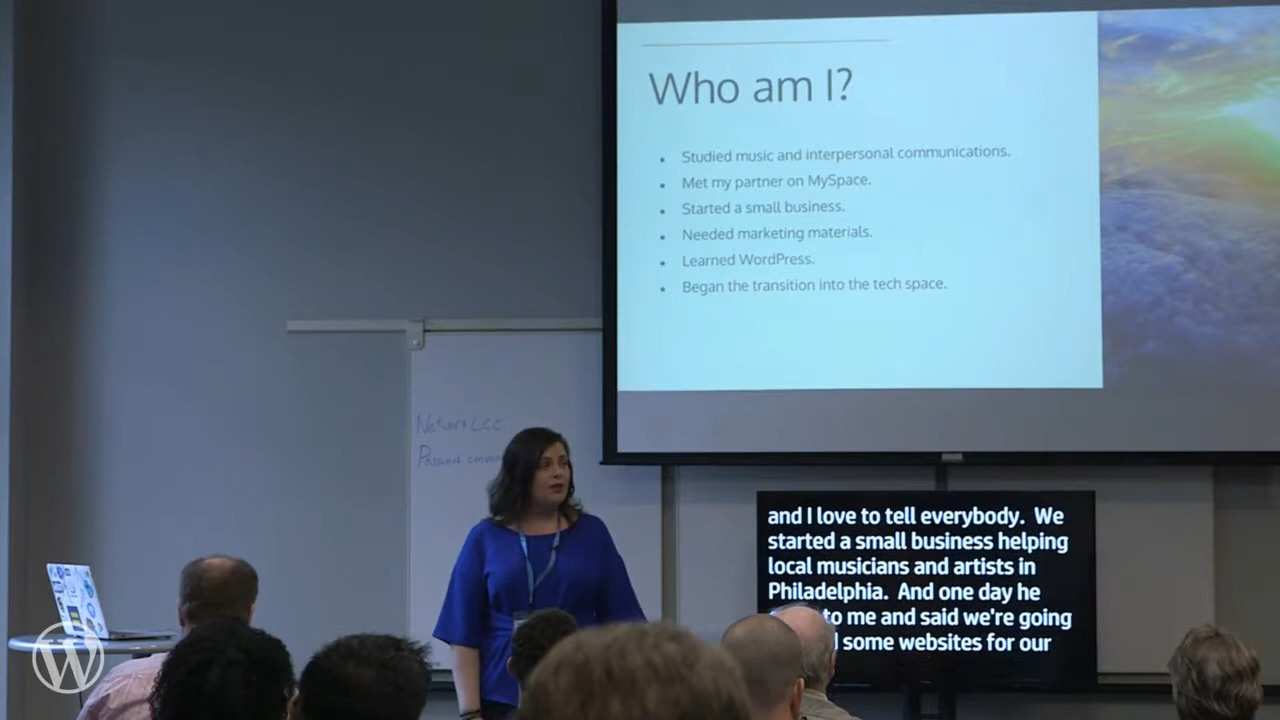 Who am I?
• Studied music and interpersonal communications.
• Met my partner on MySpace.
• Started a small business.
• Needed marketing materials.
• Learned WordPress.
• Began the transition into the tech space.
Network LCC
Password
and I love to tell everybody. We
started a small business helping
local musicians and artists in
Philadelphia. And one day he
to me and said we're going
some websites for our